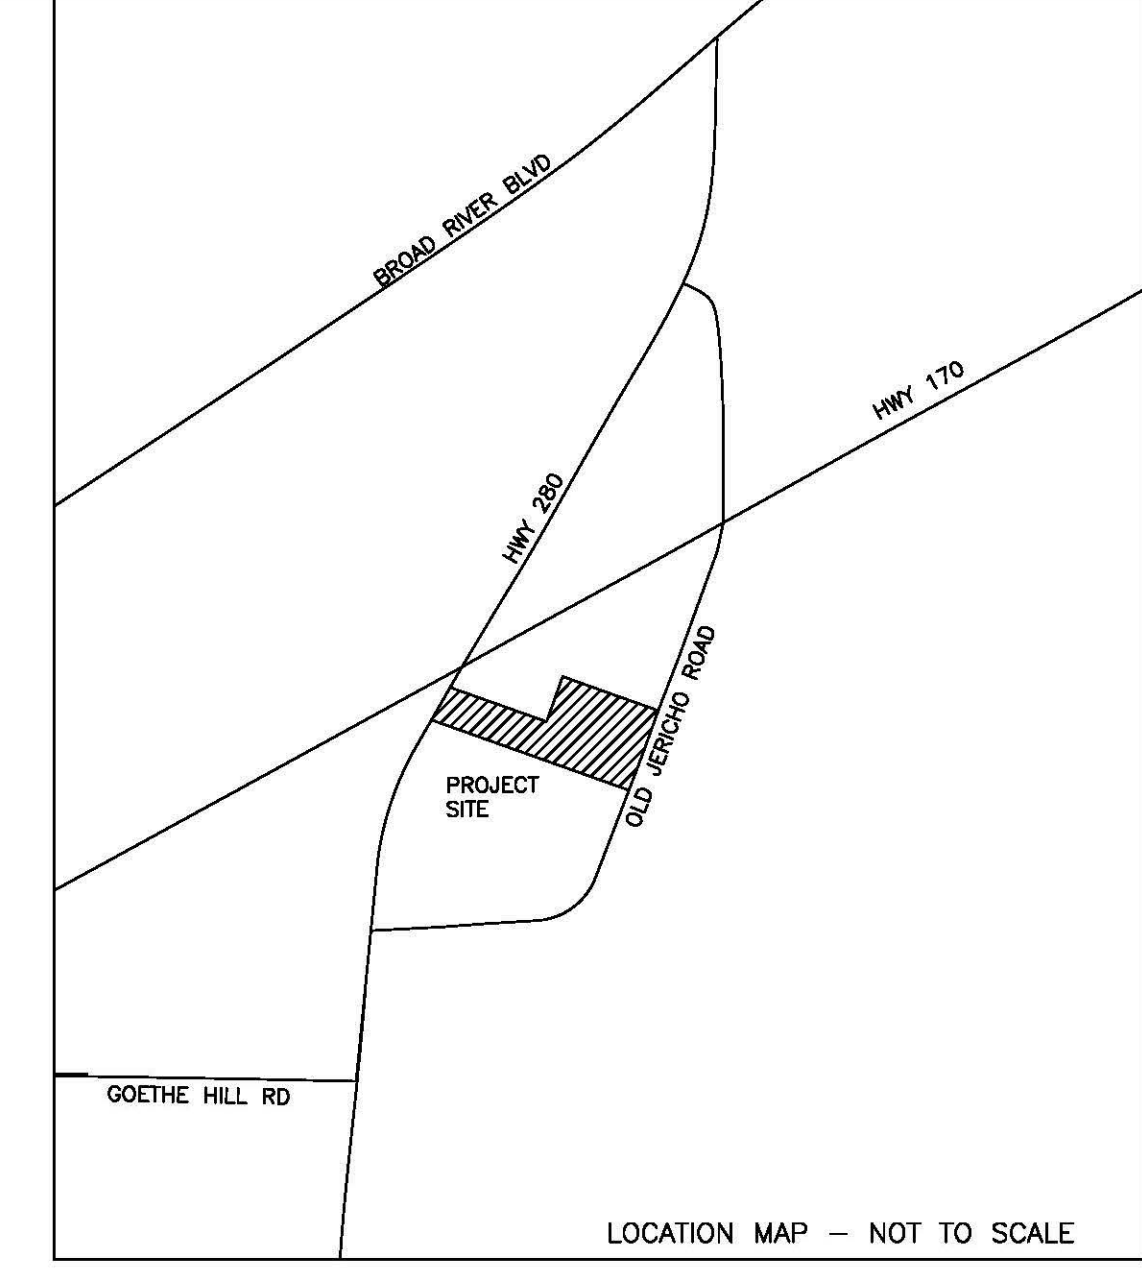 BROAD RIVER BLVD
HWY 170
HWY 280
OLD JERICHO ROAD
PROJECT
SITE
GOETHE HILL RD
LOCATION MAP – NOT TO SCALE